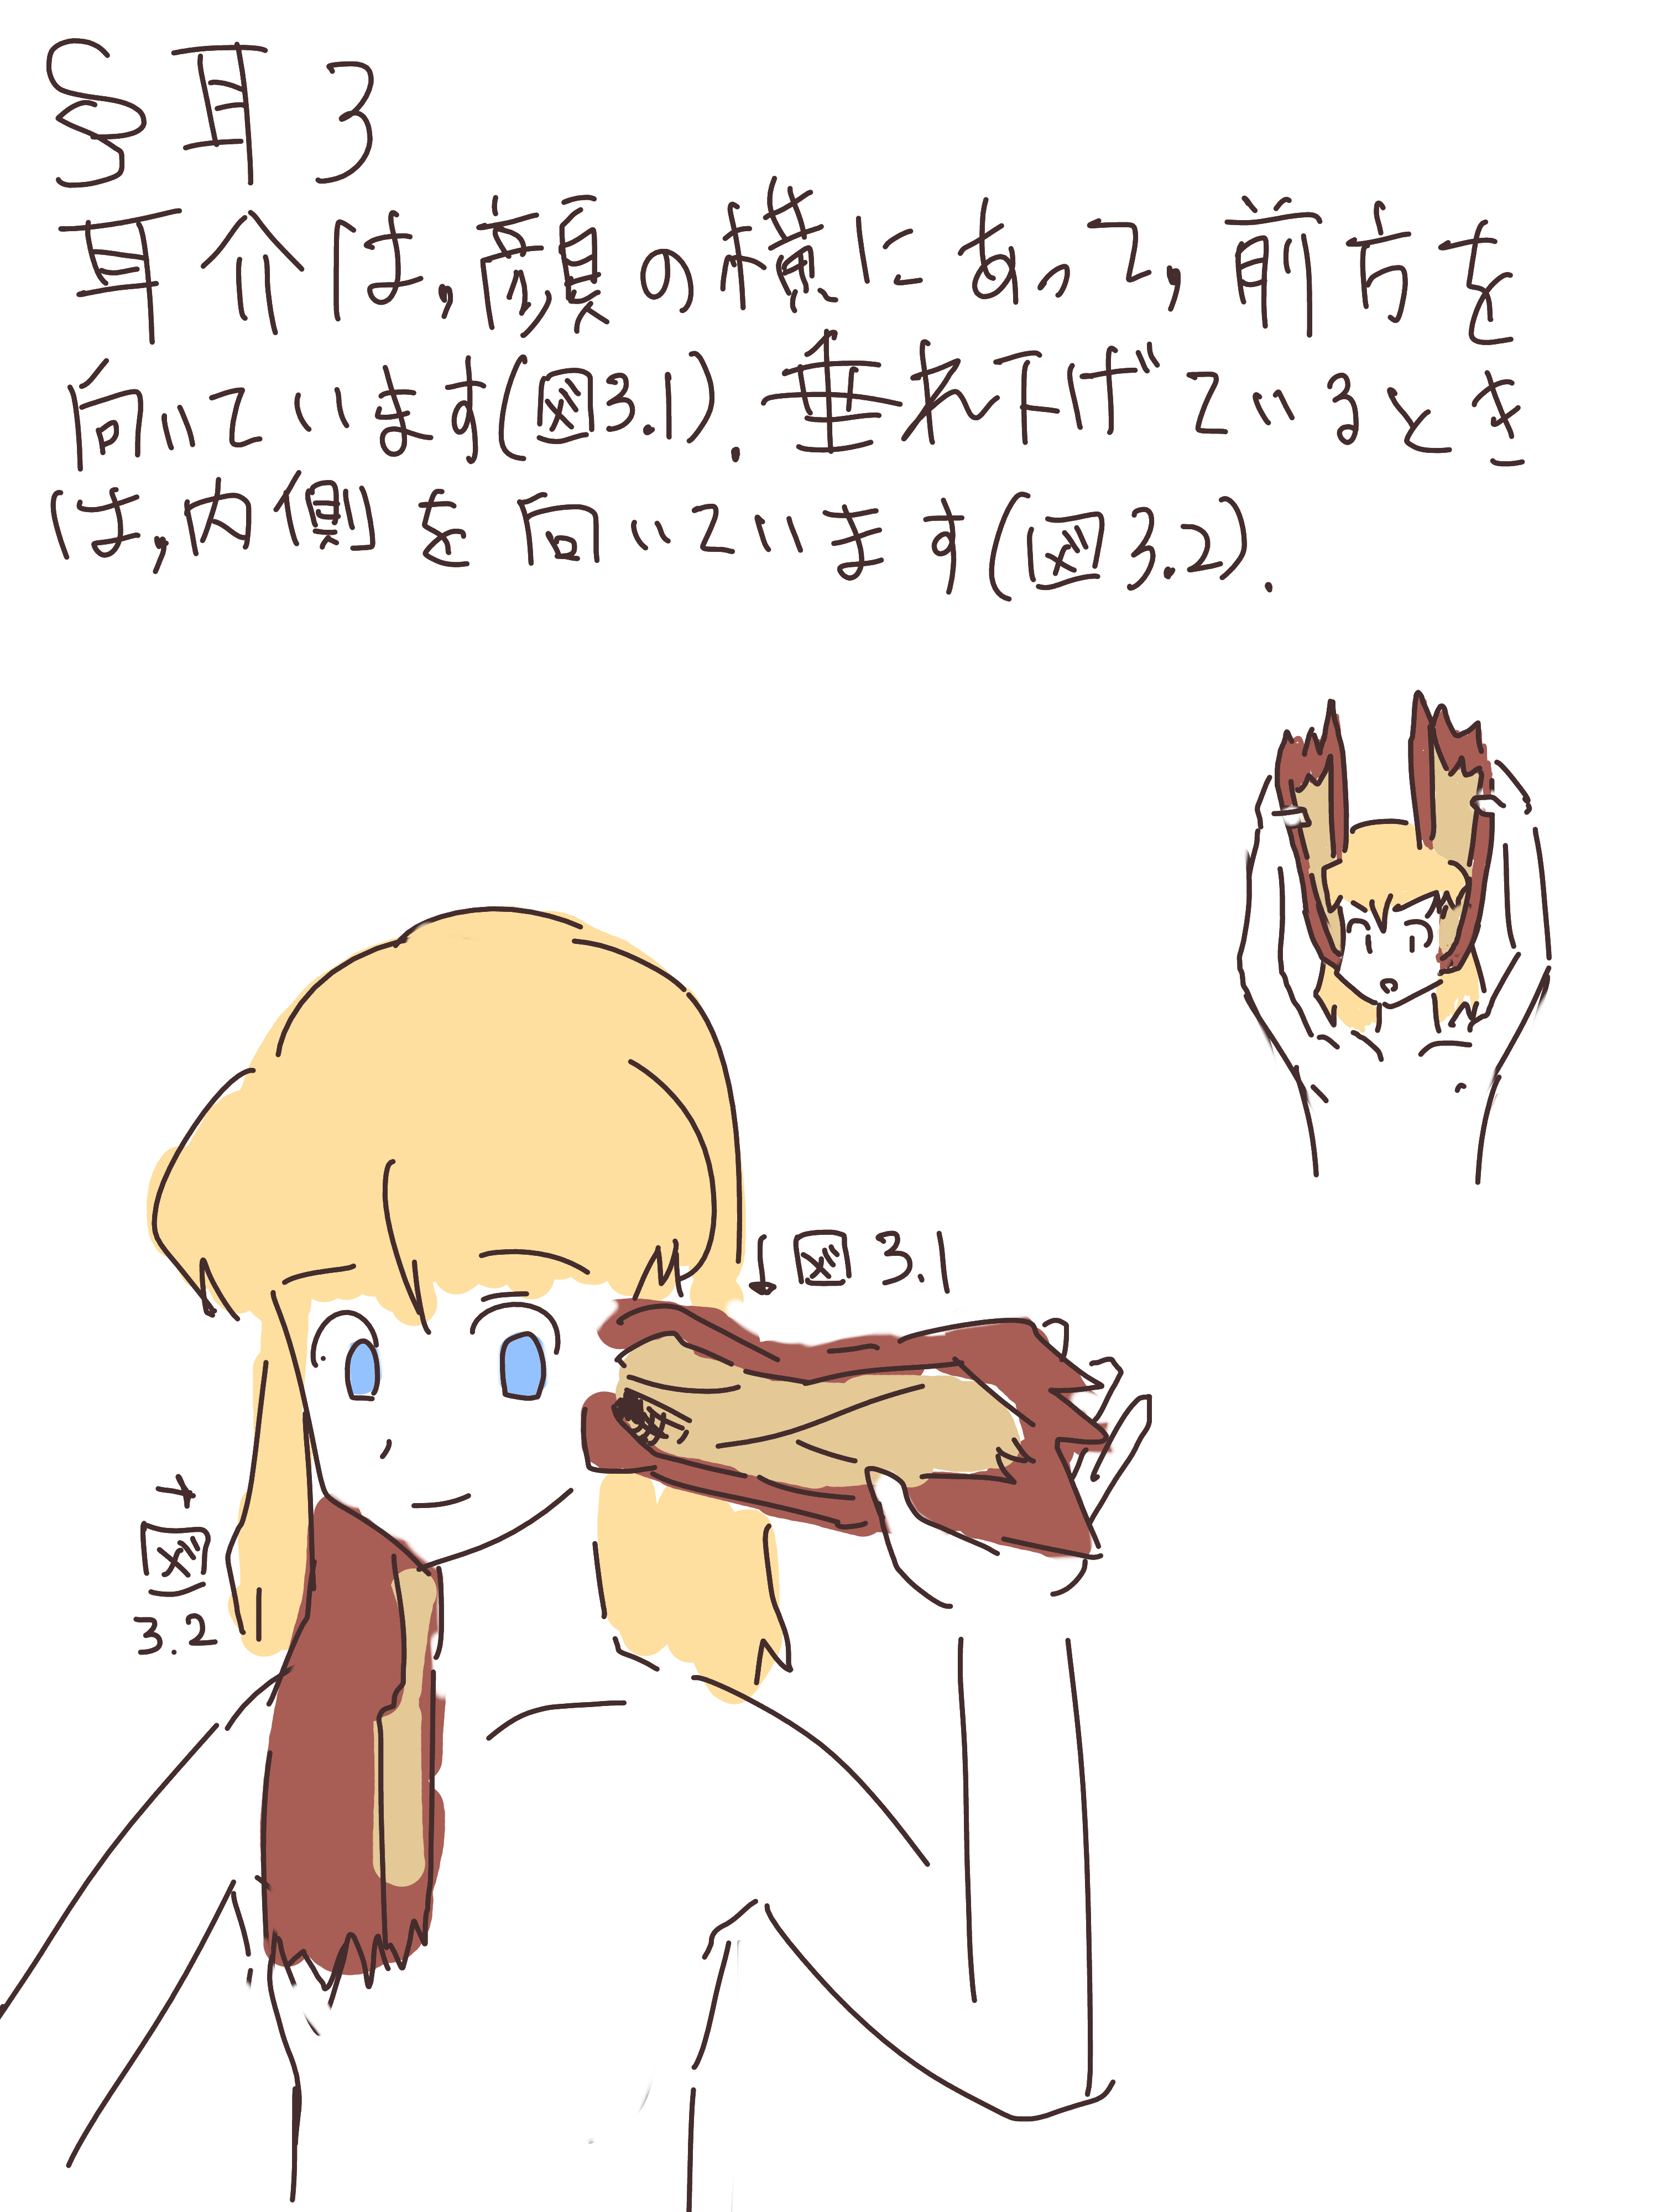 §耳3
耳介は,顔の横にあって,前方を
向いています(図3.1).垂れ下げているとき
は,内側を向いています(図3.2).
↓図3.1
↑
図
3.2